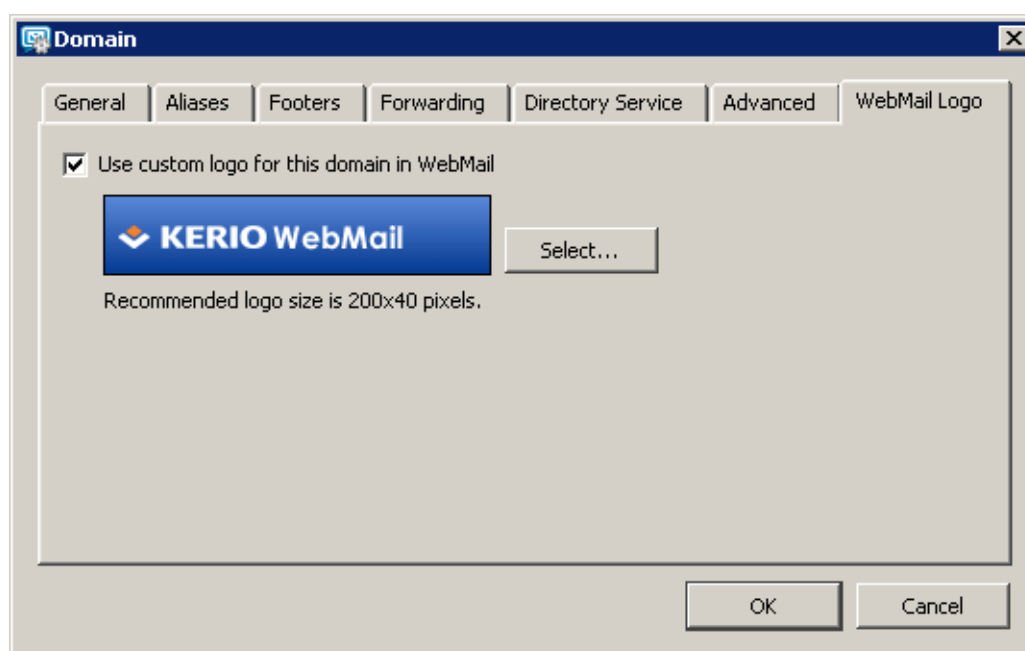 Domain
General Aliases Footers Forwarding Directory Service Advanced WebMail Logo
Use custom logo for this domain in WebMail
KERIO WebMail
Select...
Recommended logo size is 200x40 pixels.
OK Cancel